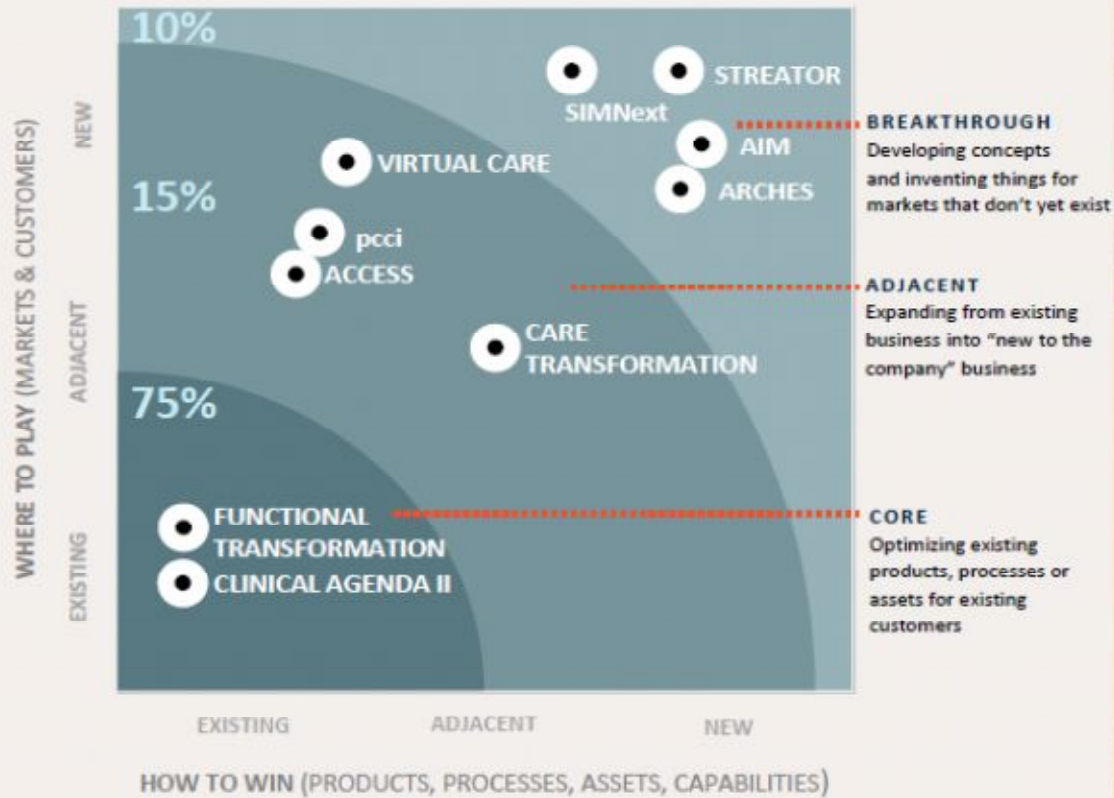 10%
STREATOR
SIMNext
AIM
ARCHES
VIRTUAL CARE
15%
pcci
ACCESS
CARE
TRANSFORMATION
75%
FUNCTIONAL
TRANSFORMATION
CLINICAL AGENDA II
BREAKTHROUGH
Developing concepts
and inventing things for
markets that don't yet exist
ADJACENT
Expanding from existing
business into "new to the
company" business
CORE
Optimizing existing
products, processes or
assets for existing
customers
WHERE TO PLAY (MARKETS & CUSTOMERS)
NEW
ADJACENT
EXISTING
EXISTING
ADJACENT
NEW
HOW TO WIN (PRODUCTS, PROCESSES, ASSETS, CAPABILITIES)